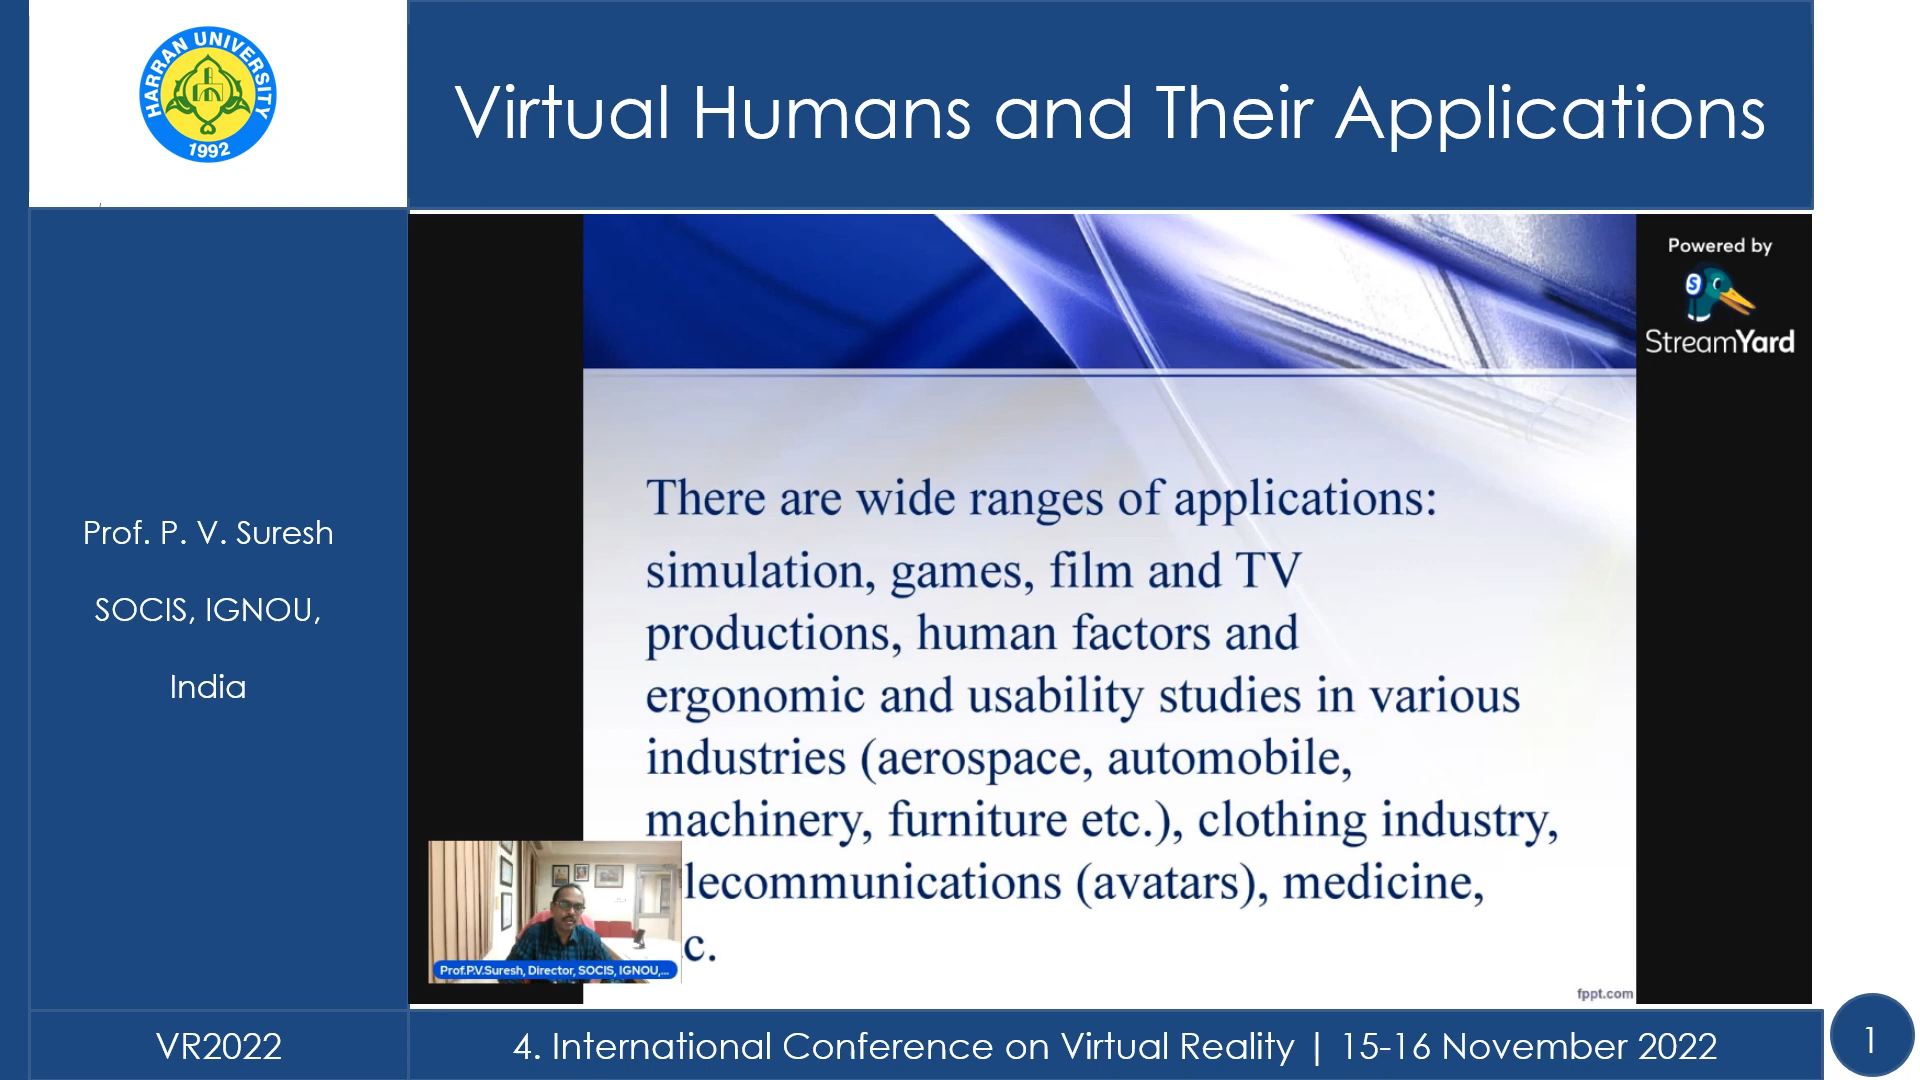 HARRAN UNIVERSITY
1992
Virtual Humans and Their Applications
Prof. P. V. Suresh
SOCIS, IGNOU,
India
Powered by
S
StreamYard
There are wide ranges of applications:
simulation, games, film and TV
productions, human factors and
ergonomic and usability studies in various
industries (aerospace, automobile,
machinery, furniture etc.), clothing industry,
lecommunications (avatars), medicine,
c.
Prof.P.V.Suresh, Director, SOCIS, IGNOU,...
fppt.com
VR2022
4. International Conference on Virtual Reality | 15-16 November 2022
1